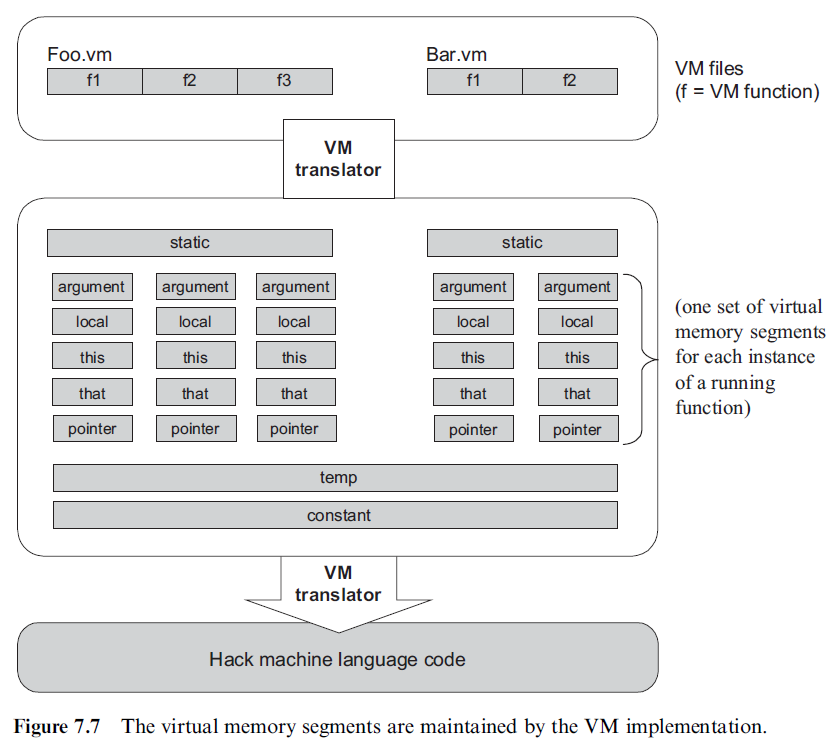 Foo.vm
Bar.vm
f1 f2 f3
f1 f2
VM files
(f = VM function)
VM
translator
static
static
argument argument argument
argument argument
local local local
local local
this this this
this this
that that that
that that
pointer pointer pointer
pointer pointer
(one set of virtual
memory segments
for each instance
of a running
function)
temp
constant
VM
translator
Hack machine language code
Figure 7.7 The virtual memory segments are maintained by the VM implementation.